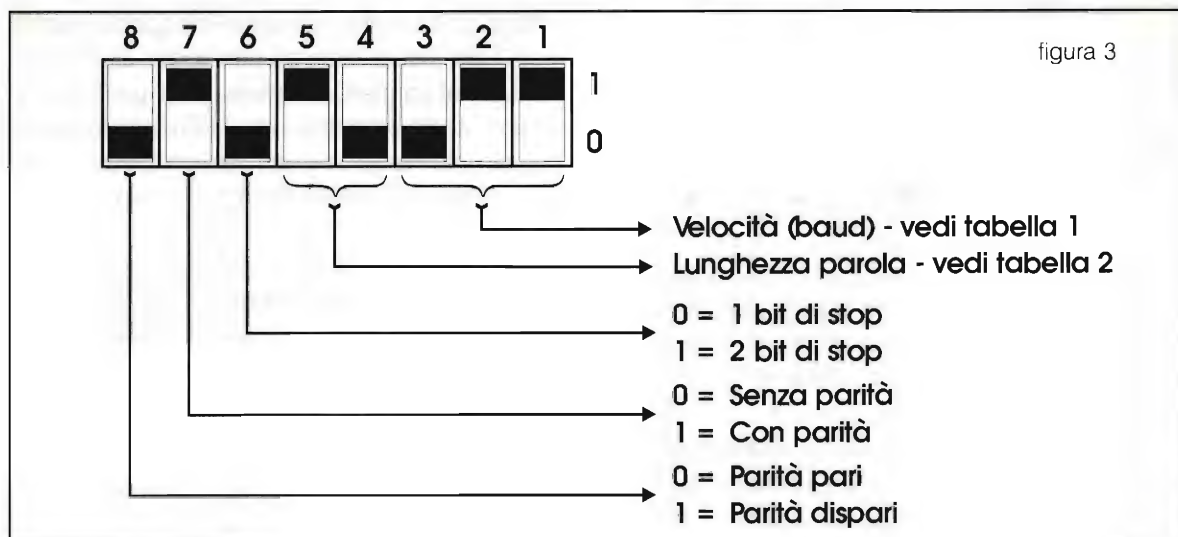 8 7 6 5 4 3 2 1
figura 3
1
0
Velocità (baud) - vedi tabella 1
Lunghezza parola - vedi tabella 2
0 = 1 bit di stop
1 = 2 bit di stop
0 = Senza parità
1 = Con parità
0 = Parità pari
1 = Parità dispari